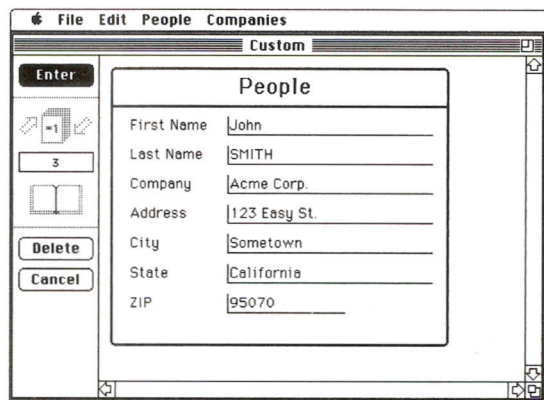 File Edit People Companies
Custom
Enter
=1
3
Delete
Cancel
People
First Name John
Last Name SMITH
Company Acme Corp.
Address 123 Easy St.
City Sometown
State California
ZIP 95070